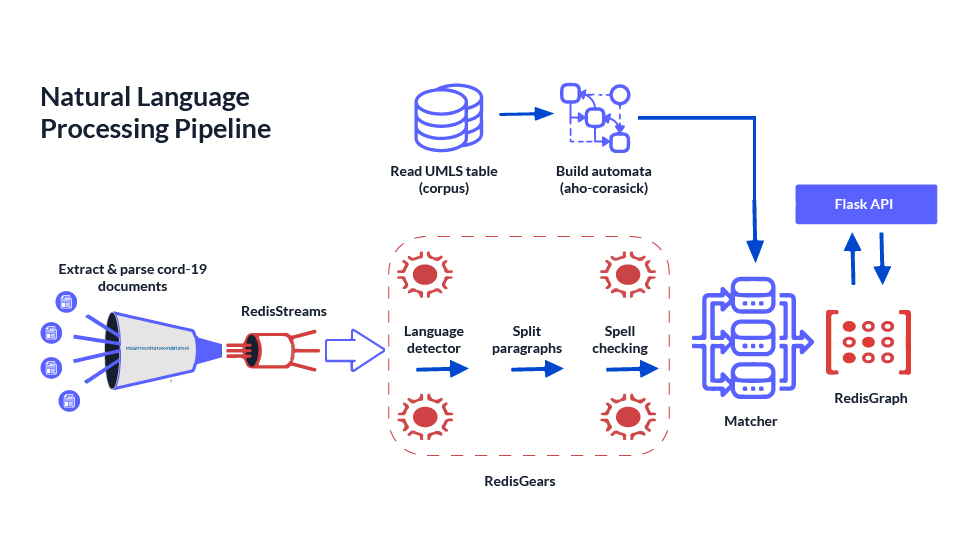 Natural Language
Processing Pipeline
Read UMLS table
(corpus)
Build automata
(aho-corasick)
Flask API
Extract & parse cord-19
documents
RedisStreams
Language
detector
Split
paragraphs
Spell
checking
Matcher
RedisGraph
RedisGears